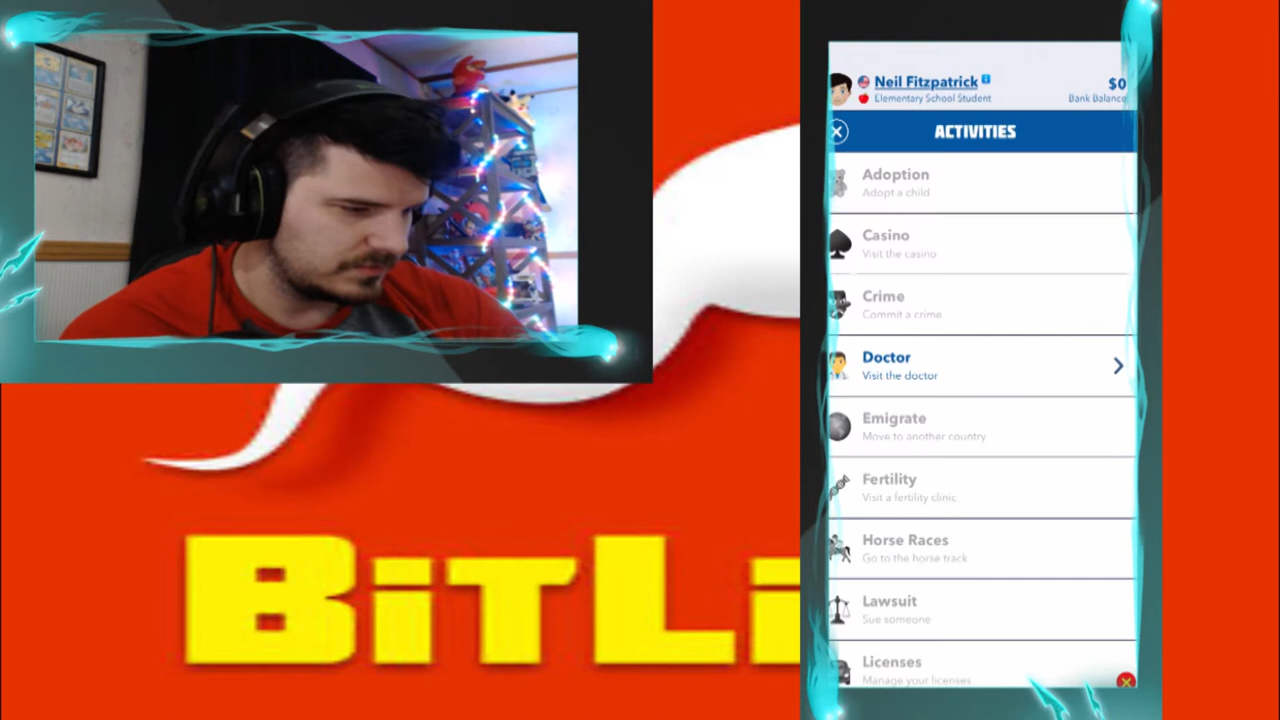 Neil Fitzpatrick
$0
Elementary School Student
Bank Balance
ACTIVITIES
Adoption
Adopt a child
Casino
Visit the casino
Crime
Commit a crime
Doctor
Visit the doctor
Emigrate
Move to another country
Fertility
Visit a fertility clinic
Horse Races
Go to the horse track
Lawsuit
Sue someone
Licenses
Manage your licenses
BiTLi